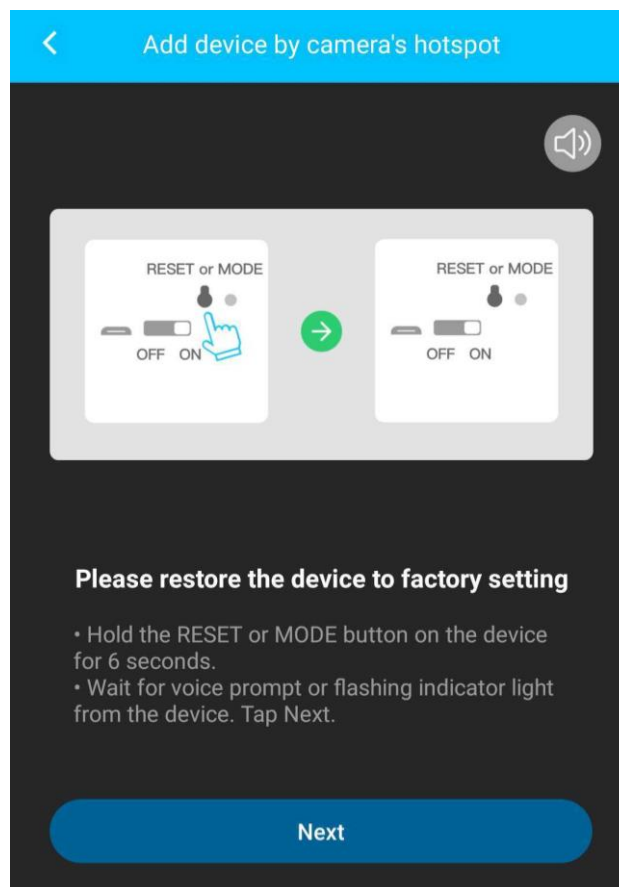 Add device by camera's hotspot
RESET or MODE
OFF ON
RESET or MODE
OFF ON
Please restore the device to factory setting
• Hold the RESET or MODE button on the device
for 6 seconds.
• Wait for voice prompt or flashing indicator light
from the device. Tap Next.
Next